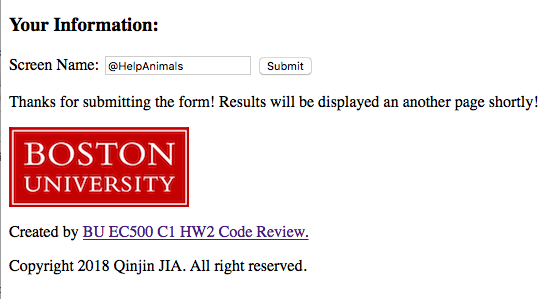 Your Information:
Screen Name: @HelpAnimals Submit
Thanks for submitting the form! Results will be displayed an another page shortly!
BOSTON
UNIVERSITY
Created by BU EC500 C1 HW2 Code Review.
Copyright 2018 Qinjin JIA. All right reserved.